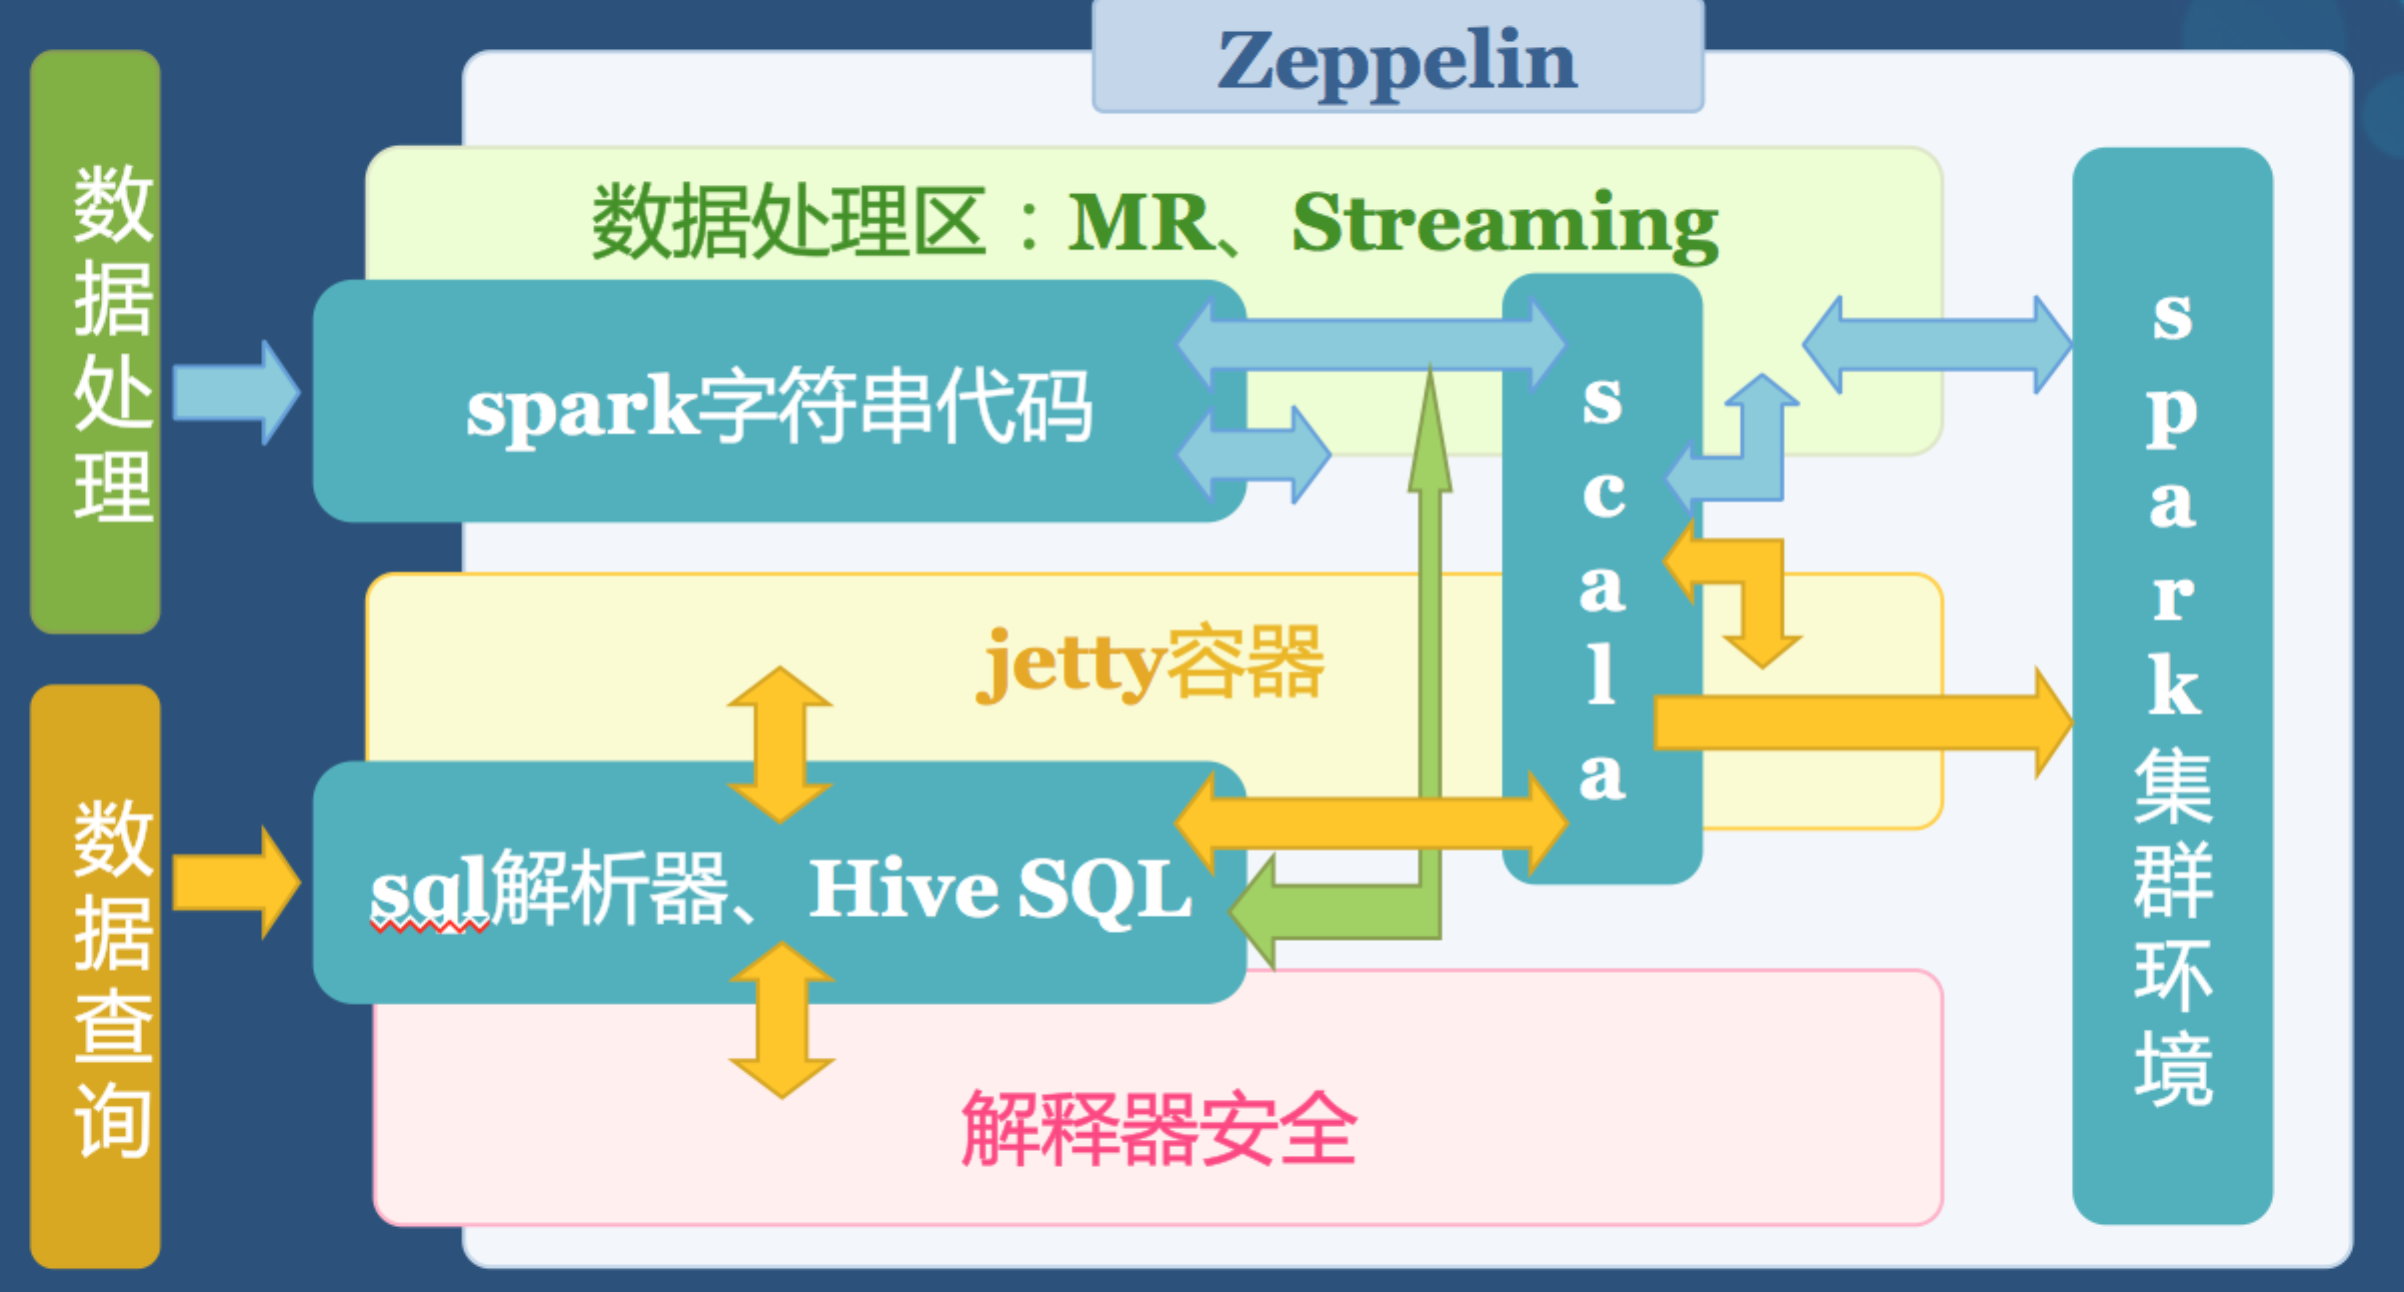 Zeppelin
数据处理
数据处理区：MR、Streaming
spark字符串代码
scala
spark集群环境
jetty容器
数据查询
sql解析器、Hive SQL
解释器安全